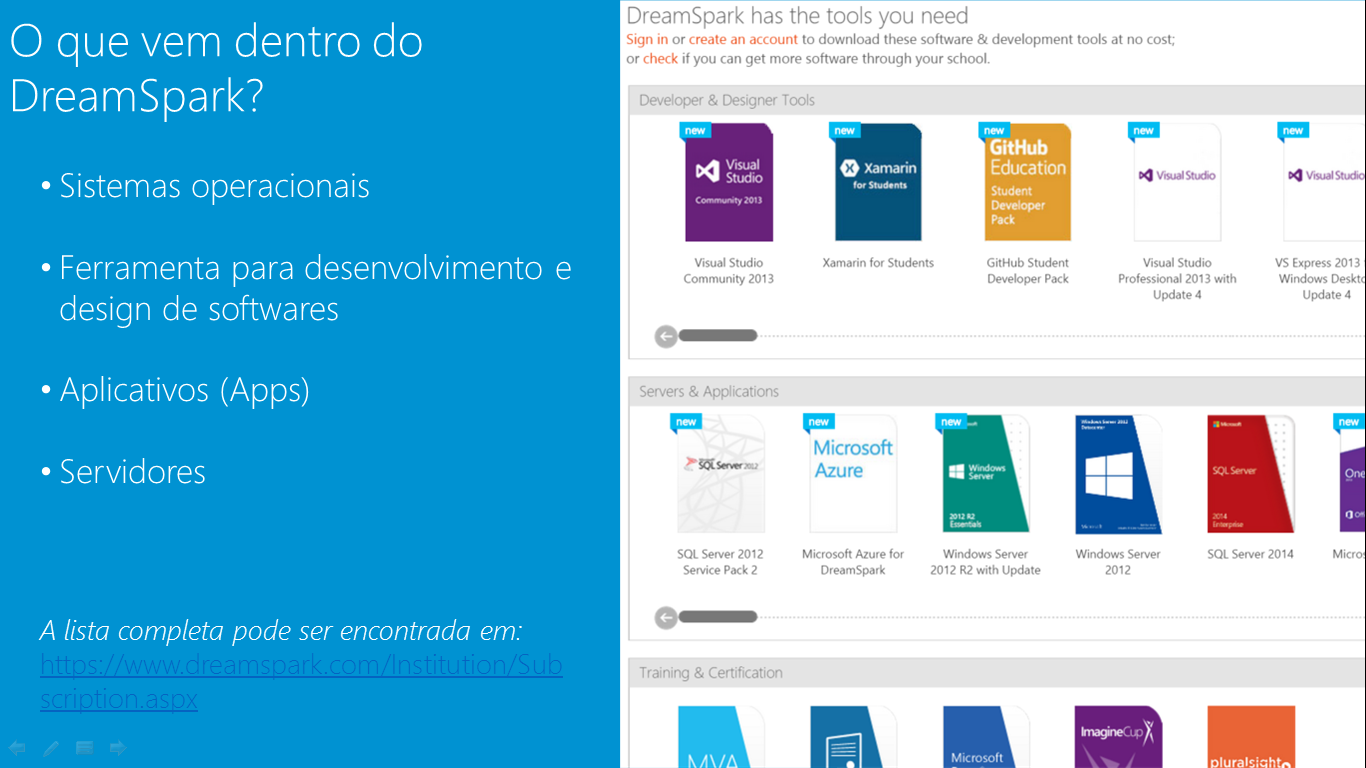 O que vem dentro do
DreamSpark?
• Sistemas operacionais
• Ferramenta para desenvolvimento e
design de softwares
• Aplicativos (Apps)
• Servidores
A lista completa pode ser encontrada em:
https://www.dreamspark.com/Institution/Sub
scription.aspx
DreamSpark has the tools you need
Sign in or create an account to download these software & development tools at no cost;
or check if you can get more software through your school.
Developer & Designer Tools
new
Visual
Studio
Community 2013
Visual Studio
Community 2013
new
Xamarin
for Students
Xamarin for Students
new
GitHub
Education
Student
Developer
Pack
GitHub Student
Developer Pack
new
Visual Studio
Visual Studio
Professional 2013 with
Update 4
new
Visual Studio
VS Express 2013
Windows Deskto
Update 4
Servers & Applications
new
SQL Server 2012
SQL Server 2012
Service Pack 2
new
Microsoft
Azure
Microsoft Azure for
DreamSpark
new
Windows
Server
2012 R2
Essentials
Windows Server
2012 R2 with Update
Windows Server 2012
Datacenter
Microsoft
Windows Server
2012
Microsoft
SQL Server
2014
Enterprise
SQL Server 2014
new
One
Offi
Micros
Training & Certification
MVA
Microsoft
ImagineCup
pluralsight